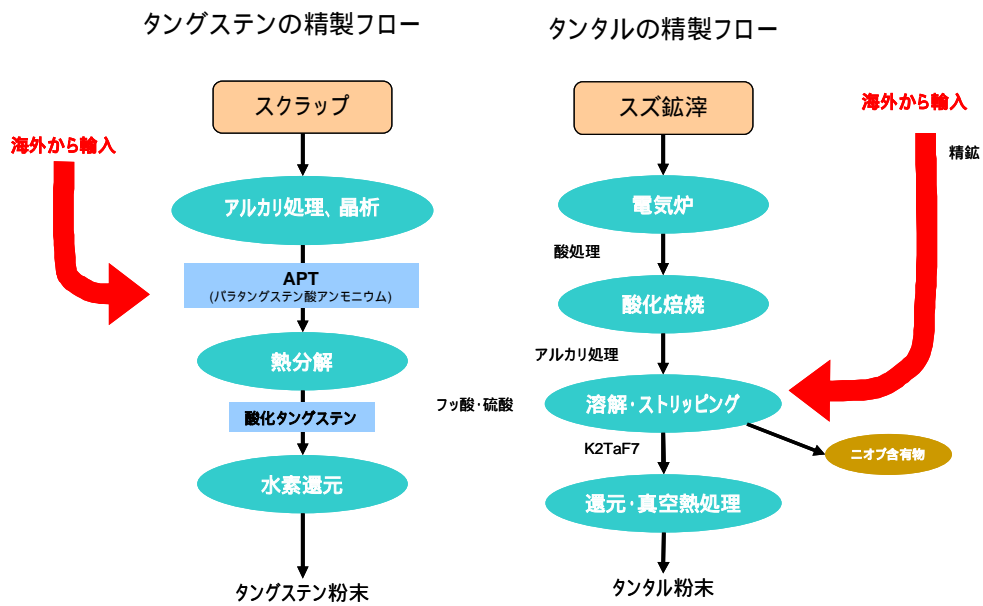 タングステンの精製フロー
スクラップ
海外から輸入
アルカリ処理、晶析
APT
(パラタングステン酸アンモニウム)
熱分解
酸化タングステン
水素還元
タングステン粉末
タンタルの精製フロー
スズ鉱滓
海外から輸入
精鉱
電気炉
酸処理
酸化焙焼
アルカリ処理
フッ酸・硫酸
溶解・ストリッピング
K2TaF7
ニオブ含有物
還元・真空熱処理
タンタル粉末